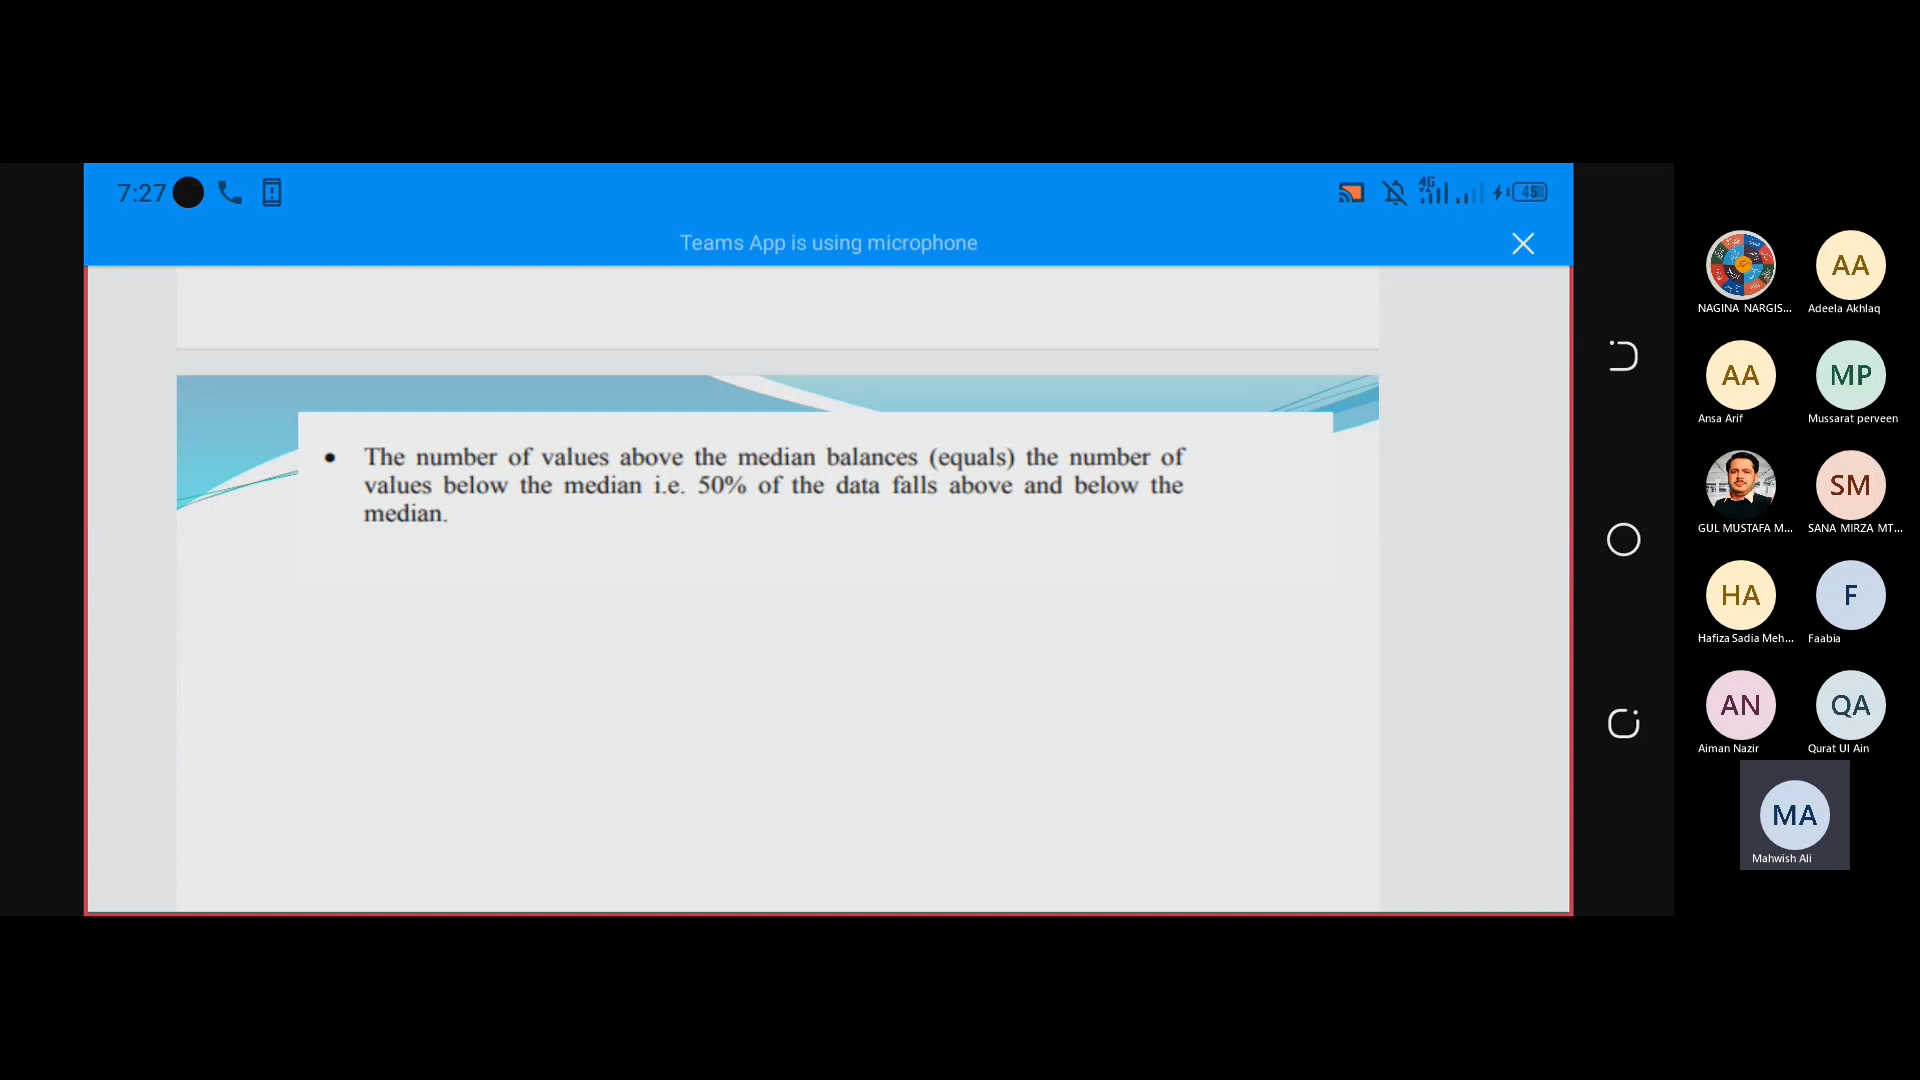 7:27
4G
45
Teams App is using microphone
• The number of values above the median balances (equals) the number of
values below the median i.e. 50% of the data falls above and below the
median.
NAGINA NARGIS...
AA
Adeela Akhlaq
AA
Ansa Arif
MP
Mussarat perveen
GUL MUSTAFA M...
SM
SANA MIRZA MT...
HA
Hafiza Sadia Meh...
F
Faabia
AN
Aiman Nazir
QA
Qurat Ul Ain
MA
Mahwish Ali